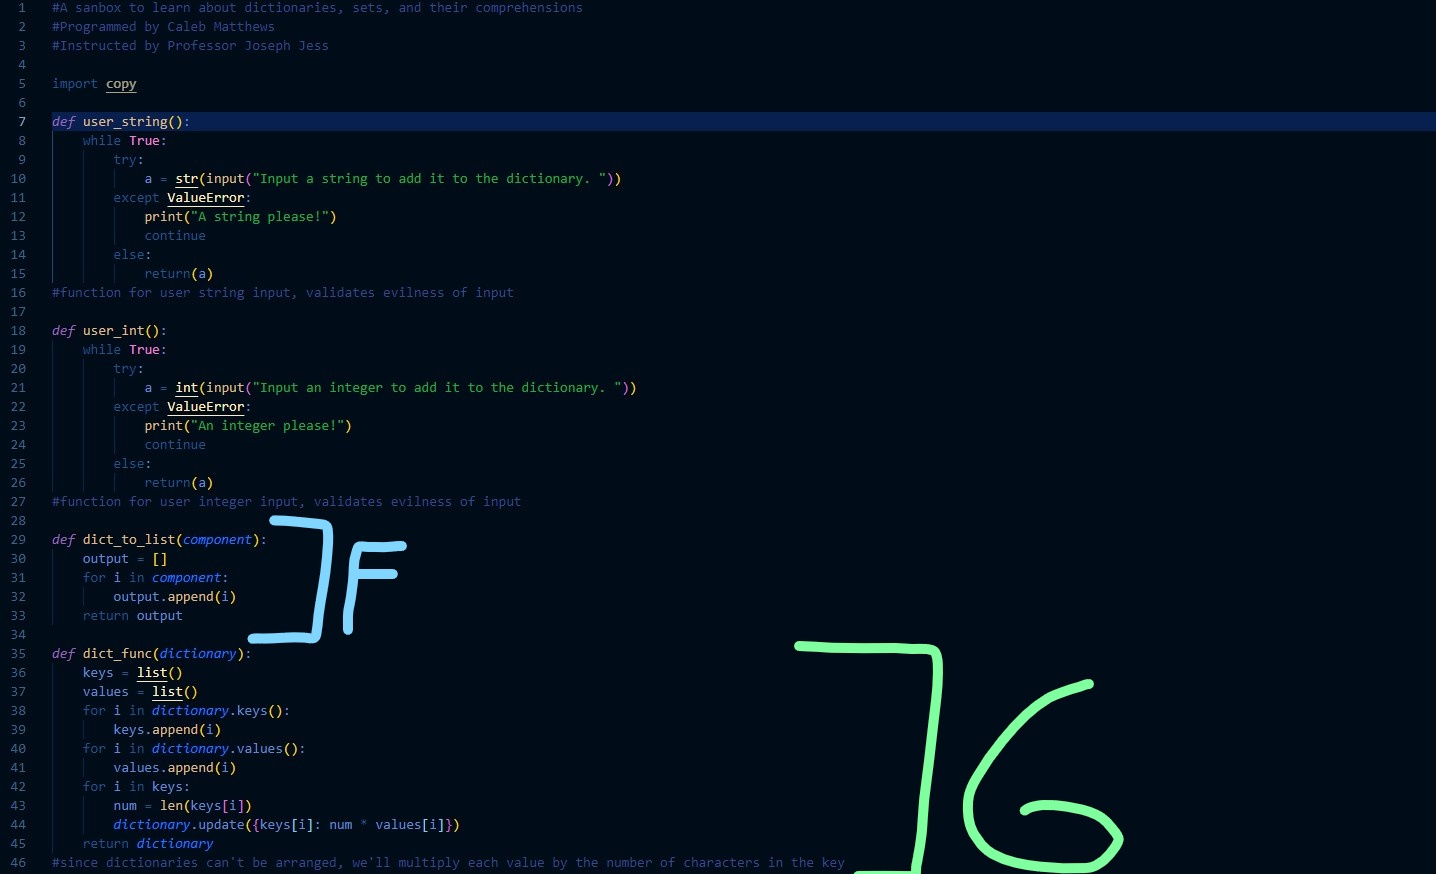 1 #A sanbox to learn about dictionaries, sets, and their comprehensions
2 #Programmed by Caleb Matthews
3 #Instructed by Professor Joseph Jess
4
5 import copy
6
7 def user_string():
8     while True:
9         try:
10             a = str(input("Input a string to add it to the dictionary. "))
11         except ValueError:
12             print("A string please!")
13             continue
14         else:
15             return(a)
16 #function for user string input, validates evilness of input
17
18 def user_int():
19     while True:
20         try:
21             a = int(input("Input an integer to add it to the dictionary. "))
22         except ValueError:
23             print("An integer please!")
24             continue
25         else:
26             return(a)
27 #function for user integer input, validates evilness of input
28
29 def dict_to_list(component):
30     output = []
31     for i in component:
32         output.append(i)
33     return output
F
34
35 def dict_func(dictionary):
36     keys = list()
37     values = list()
38     for i in dictionary.keys():
39         keys.append(i)
40     for i in dictionary.values():
41         values.append(i)
42     for i in keys:
43         num = len(keys[i])
44         dictionary.update({keys[i]: num * values[i]})
45     return dictionary
46 #since dictionaries can't be arranged, we'll multiply each value by the number of characters in the key
G